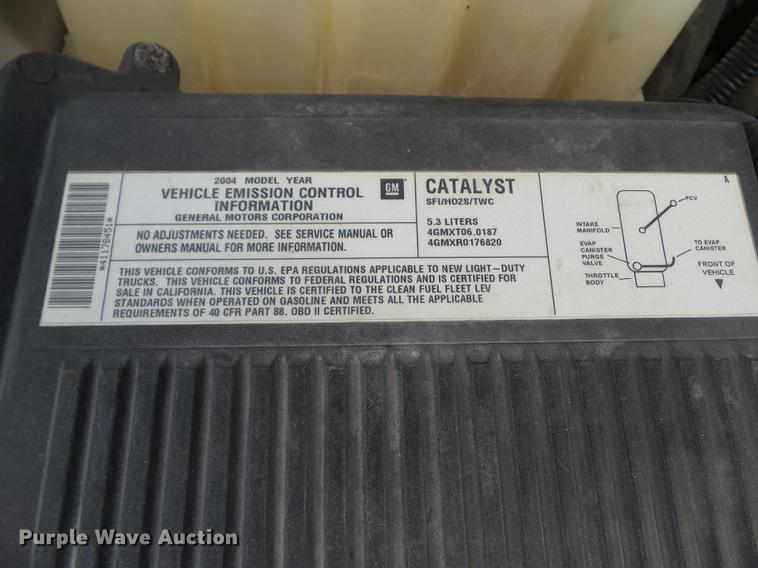 *41178451*
2004 MODEL YEAR
VEHICLE EMISSION CONTROL
INFORMATION
GENERAL MOTORS CORPORATION
GM
NO ADJUSTMENTS NEEDED. SEE SERVICE MANUAL OR
OWNERS MANUAL FOR MORE INFORMATION.
CATALYST
SFI/HO2S/TWC
5.3 LITERS
4GMXT06.0187
4GMXR0176820
THIS VEHICLE CONFORMS TO U.S. EPA REGULATIONS APPLICABLE TO NEW LIGHT-DUTY
TRUCKS. THIS VEHICLE CONFORMS TO FEDERAL REGULATIONS AND IS CERTIFIED FOR
SALE IN CALIFORNIA. THIS VEHICLE IS CERTIFIED TO THE CLEAN FUEL FLEET LEV
STANDARDS WHEN OPERATED ON GASOLINE AND MEETS ALL THE APPLICABLE
REQUIREMENTS OF 40 CFR PART 88. OBD II CERTIFIED.
A
PCV
INTAKE
MANIFOLD
EVAP
CANISTER
PURGE
VALVE
THROTTLE
BODY
TO EVAP
CANISTER
FRONT OF
VEHICLE
Purple Wave Auction